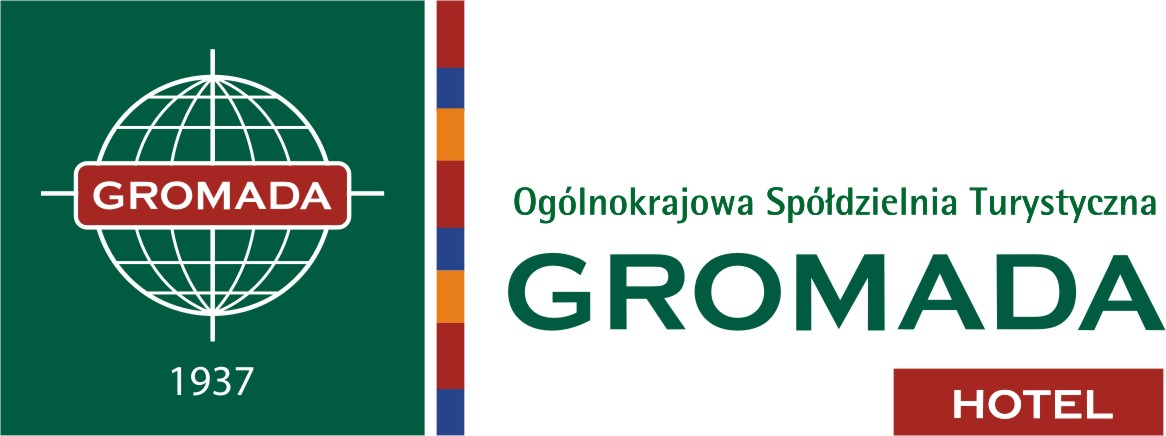 GROMADA
1937
Ogólnokrajowa Spółdzielnia Turystyczna
GROMADA
HOTEL